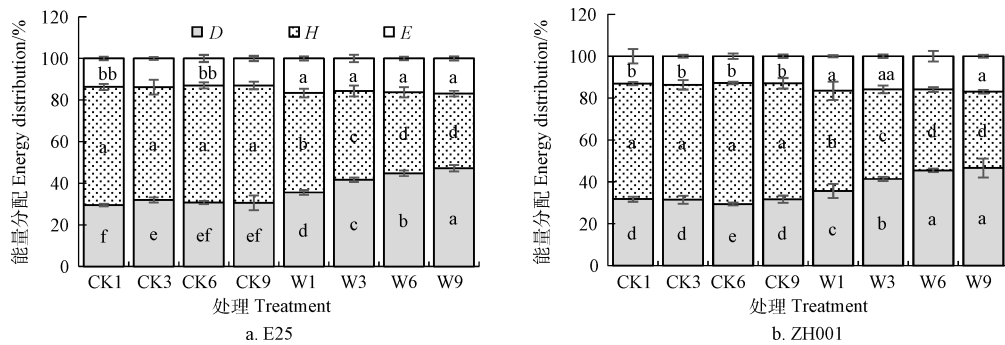 120
100
80
60
40
20
0
能量分配 Energy distribution/%
D H E
bb bb a a a a
a a a a b c d d
f e ef ef d c b a
CK1 CK3 CK6 CK9 W1 W3 W6 W9
处理 Treatment
a. E25
120
100
80
60
40
20
0
能量分配 Energy distribution/%
b b b b a aa a
a a a a b c d d
d d e d c b a a
CK1 CK3 CK6 CK9 W1 W3 W6 W9
处理 Treatment
b. ZH001